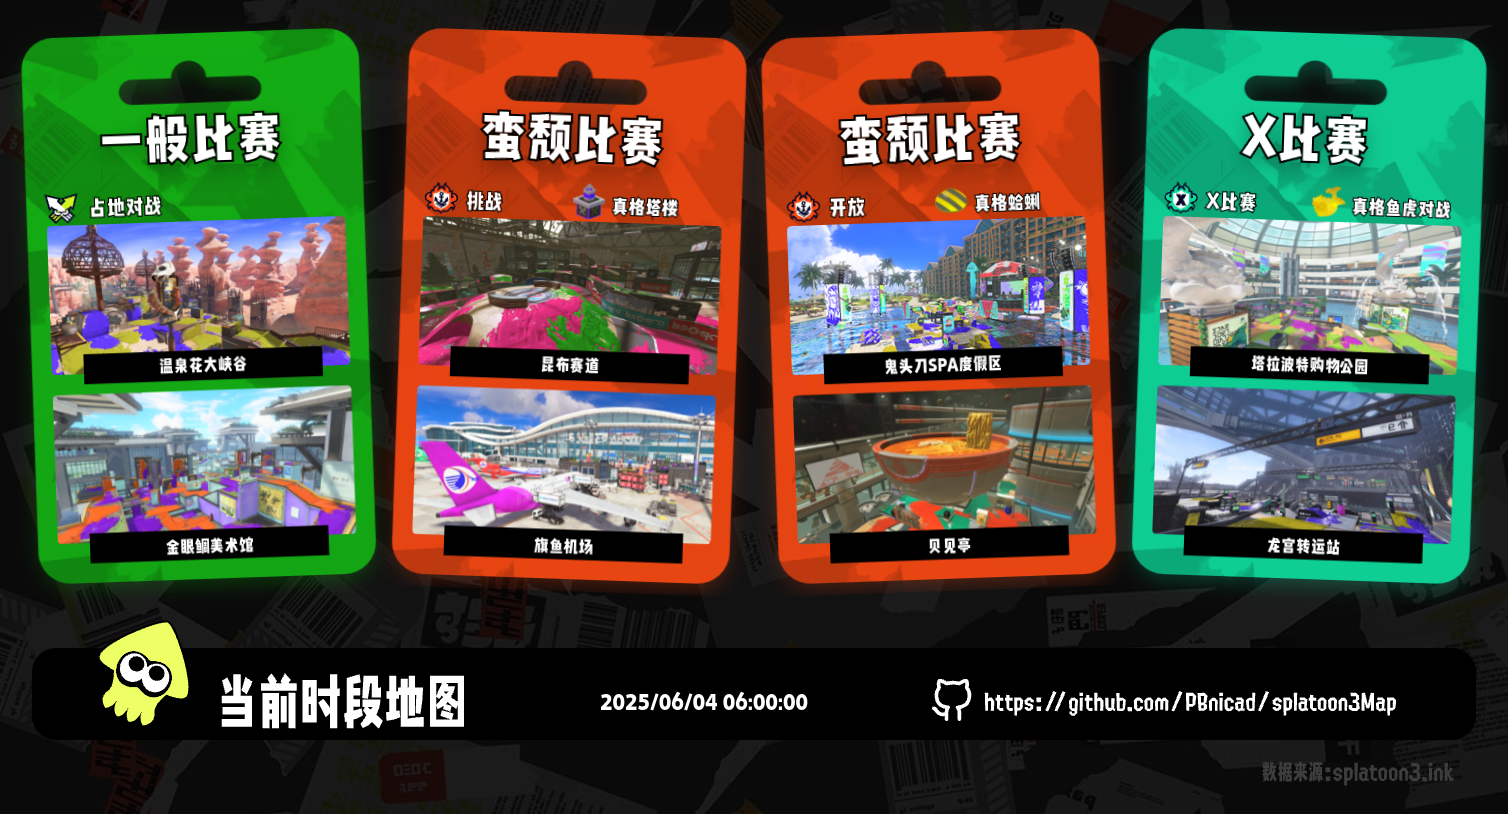 一般比赛
占地对战
温泉花大峡谷
金眼鲷美术馆
蛮颓比赛
挑战
真格塔楼
昆布赛道
旗鱼机场
蛮颓比赛
开放
真格蛤蜊
鬼头刀SPA度假区
贝见亭
X比赛
X比赛
真格鱼虎对战
塔拉波特购物公园
龙宫转运站
当前时段地图
2025/06/04 06:00:00
https://github.com/PBnicad/splatoon3Map
数据来源:splatoon3.ink